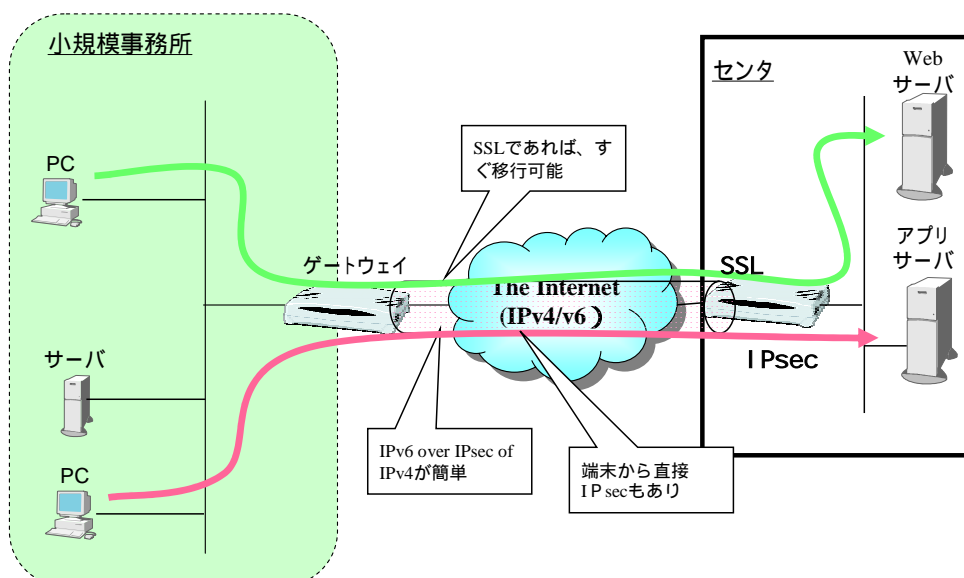 小規模事務所
センタ
Web
サーバ
SSLであれば、す
ぐ移行可能
PC
アプリ
サーバ
ゲートウェイ
SSL
The Internet
(IPv4/v6 )
サーバ
IPsec
IPv6 over IPsec of
IPv4が簡単
端末から直接
IPsecもあり
PC